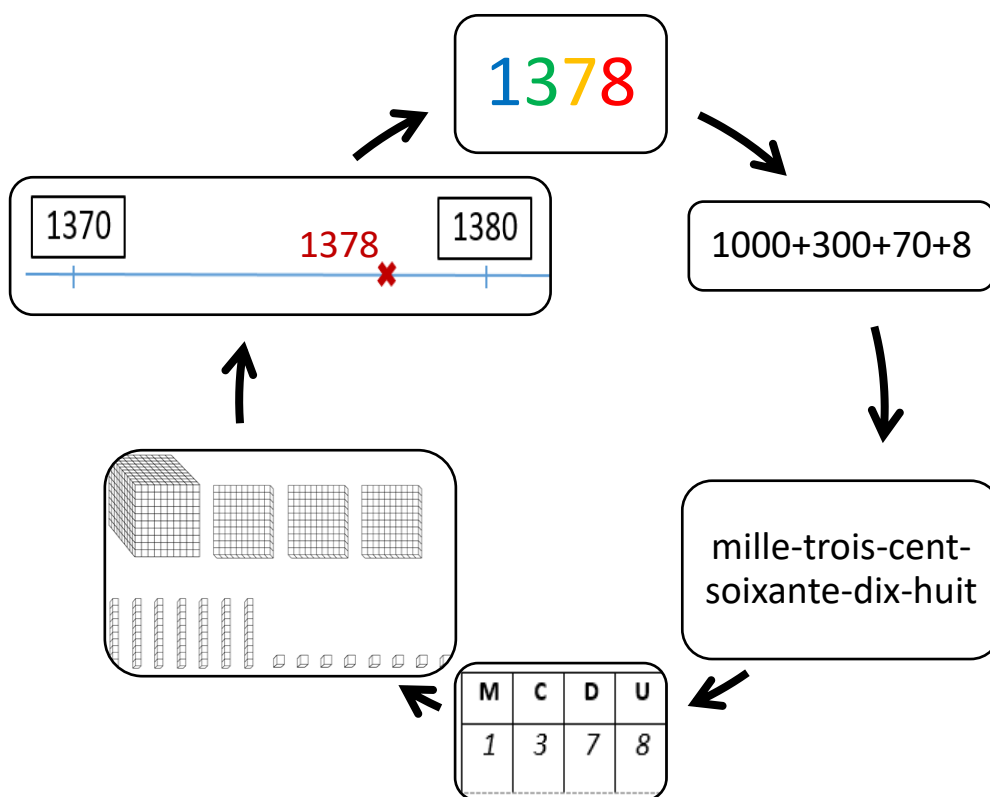 1378
1000+300+70+8
mille-trois-cent-
soixante-dix-huit
M C D U
1 3 7 8
1370
1378
1380